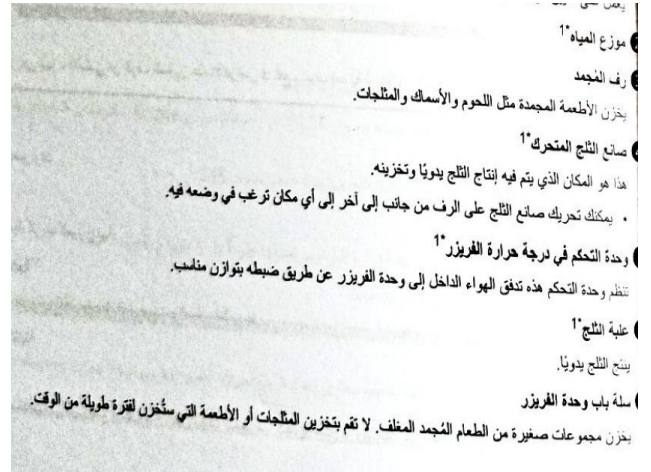 موزع المياه*1
رف المُجمد
يخزن الأطعمة المجمدة مثل اللحوم والأسماك والمثلجات.
صانع الثلج المتحرك*1
هذا هو المكان الذي يتم فيه إنتاج الثلج يدويًا وتخزينه.
• يمكنك تحريك صانع الثلج على الرف من جانب إلى آخر إلى أي مكان ترغب في وضعه فيه.
وحدة التحكم في درجة حرارة الفريزر*1
تنظم وحدة التحكم هذه تدفق الهواء الداخل إلى وحدة الفريزر عن طريق ضبطه بتوازن مناسب.
علبة الثلج*1
ينتج الثلج يدويًا.
سلة باب وحدة الفريزر
يخزن مجموعات صغيرة من الطعام المُجمد المغلف. لا تقم بتخزين المثلجات أو الأطعمة التي ستُخزن لفترة طويلة من الوقت.